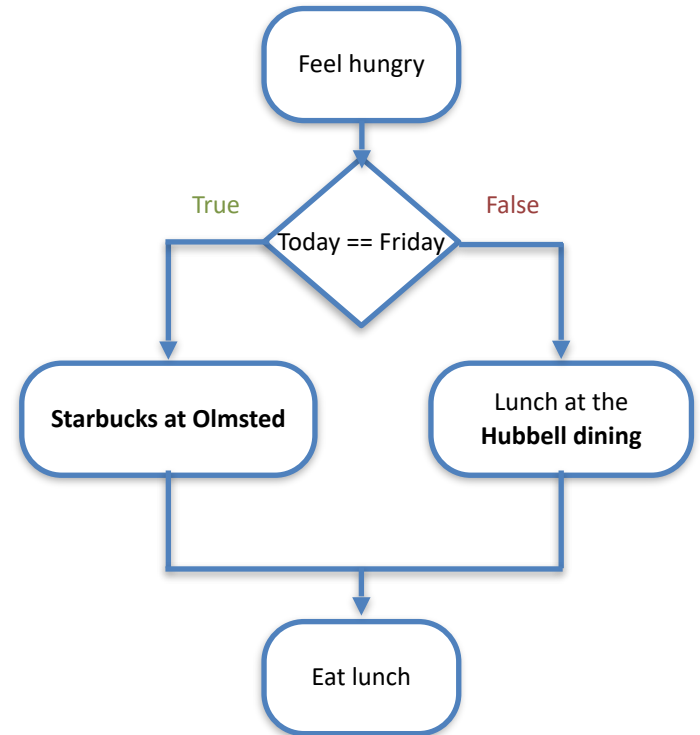 Feel hungry
True
False
Today == Friday
Starbucks at Olmsted
Lunch at the
Hubbell dining
Eat lunch